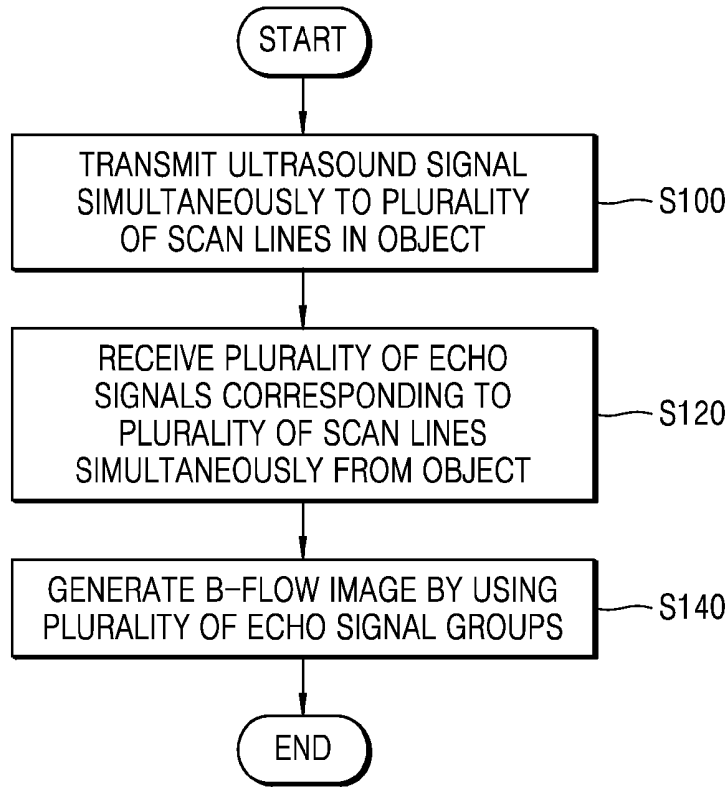 START
TRANSMIT ULTRASOUND SIGNAL
SIMULTANEOUSLY TO PLURALITY
OF SCAN LINES IN OBJECT
S100
RECEIVE PLURALITY OF ECHO
SIGNALS CORRESPONDING TO
PLURALITY OF SCAN LINES
SIMULTANEOUSLY FROM OBJECT
S120
GENERATE B-FLOW IMAGE BY USING
PLURALITY OF ECHO SIGNAL GROUPS
S140
END